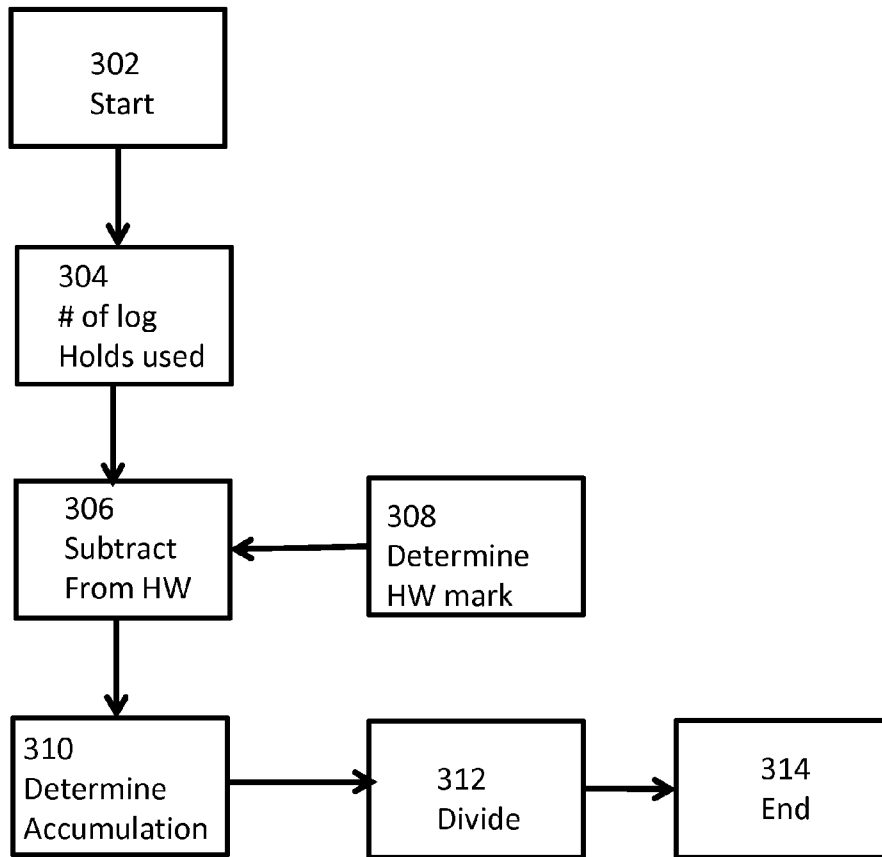 302
Start
304
# of log
Holds used
306
Subtract
From HW
308
Determine
HW mark
310
Determine
Accumulation
312
Divide
314
End